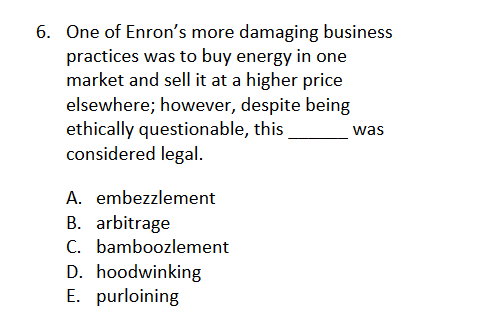 6. One of Enron’s more damaging business
practices was to buy energy in one
market and sell it at a higher price
elsewhere; however, despite being
ethically questionable, this ______ was
considered legal.
A. embezzlement
B. arbitrage
C. bamboozlement
D. hoodwinking
E. purloining